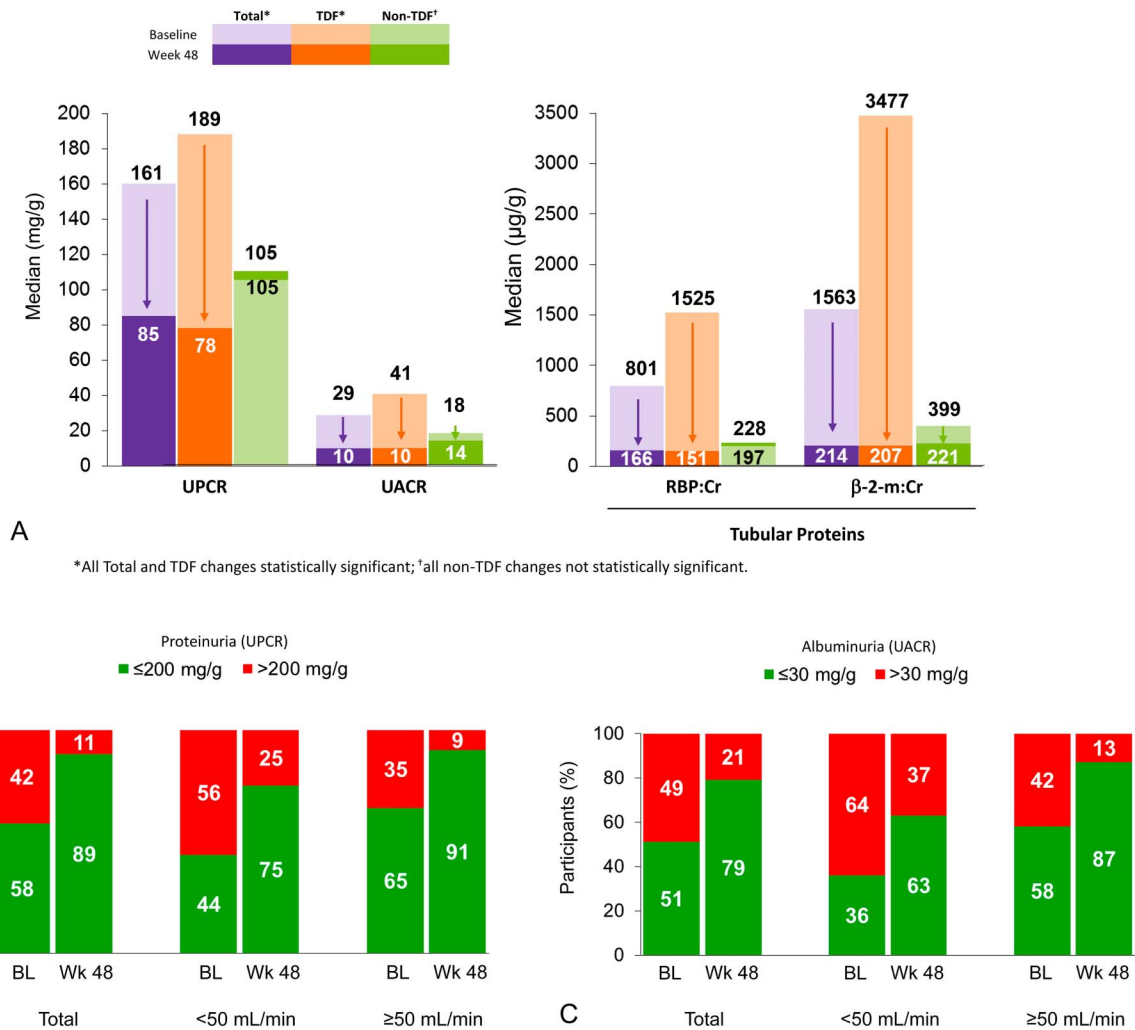 Total* TDF* Non-TDF†
Baseline
Week 48
Median (mg/g)
200
180
160
140
120
100
80
60
40
20
0
161
189
105
105
85
78
29
41
18
10
10
14
UPCR UACR
Median (µg/g)
3500
3000
2500
2000
1500
1000
500
0
801
1525
228
1563
3477
399
166
151
197
214
207
221
RBP:Cr β-2-m:Cr
Tubular Proteins
A
*All Total and TDF changes statistically significant; †all non-TDF changes not statistically significant.
Proteinuria (UPCR)
≤200 mg/g >200 mg/g
42 11 56 25 35 9
58 89 44 75 65 91
BL Wk 48 BL Wk 48 BL Wk 48
Total <50 mL/min ≥50 mL/min
Albuminuria (UACR)
≤30 mg/g >30 mg/g
Participants (%)
100
80
60
40
20
0
49 21 64 37 42 13
51 79 36 63 58 87
BL Wk 48 BL Wk 48 BL Wk 48
C
Total <50 mL/min ≥50 mL/min